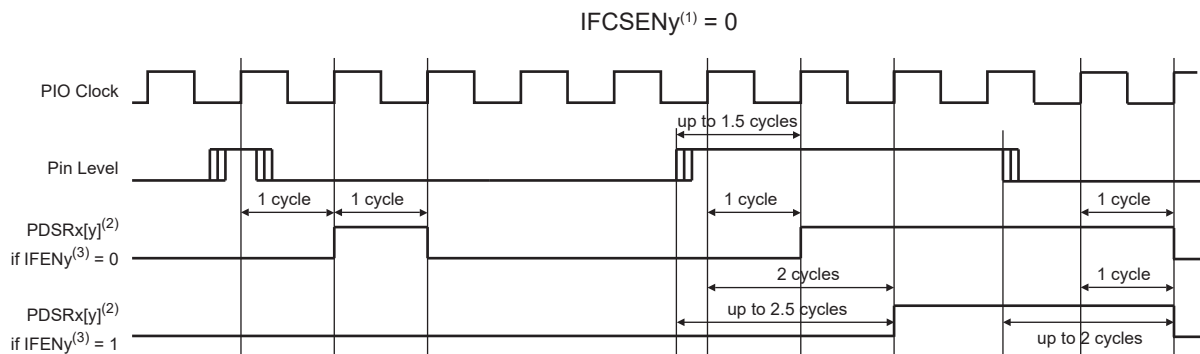 IFCSENy(1) = 0
PIO Clock
up to 1.5 cycles
Pin Level
1 cycle
1 cycle
1 cycle
1 cycle
PDSRx[y](2)
if IFENy(3) = 0
2 cycles
1 cycle
PDSRx[y](2)
if IFENy(3) = 1
up to 2.5 cycles
up to 2 cycles